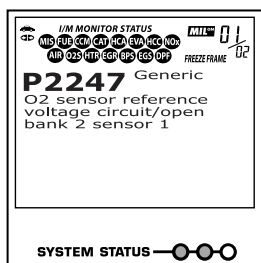 I/M MONITOR STATUS
MIL ON 01/02
MIS FUE CCM CAT HCA EVA HCC NOx
AIR O2S HTR EGR BPS EGS DPF FREEZE FRAME
P2247 Generic
O2 sensor reference
voltage circuit/open
bank 2 sensor 1
SYSTEM STATUS